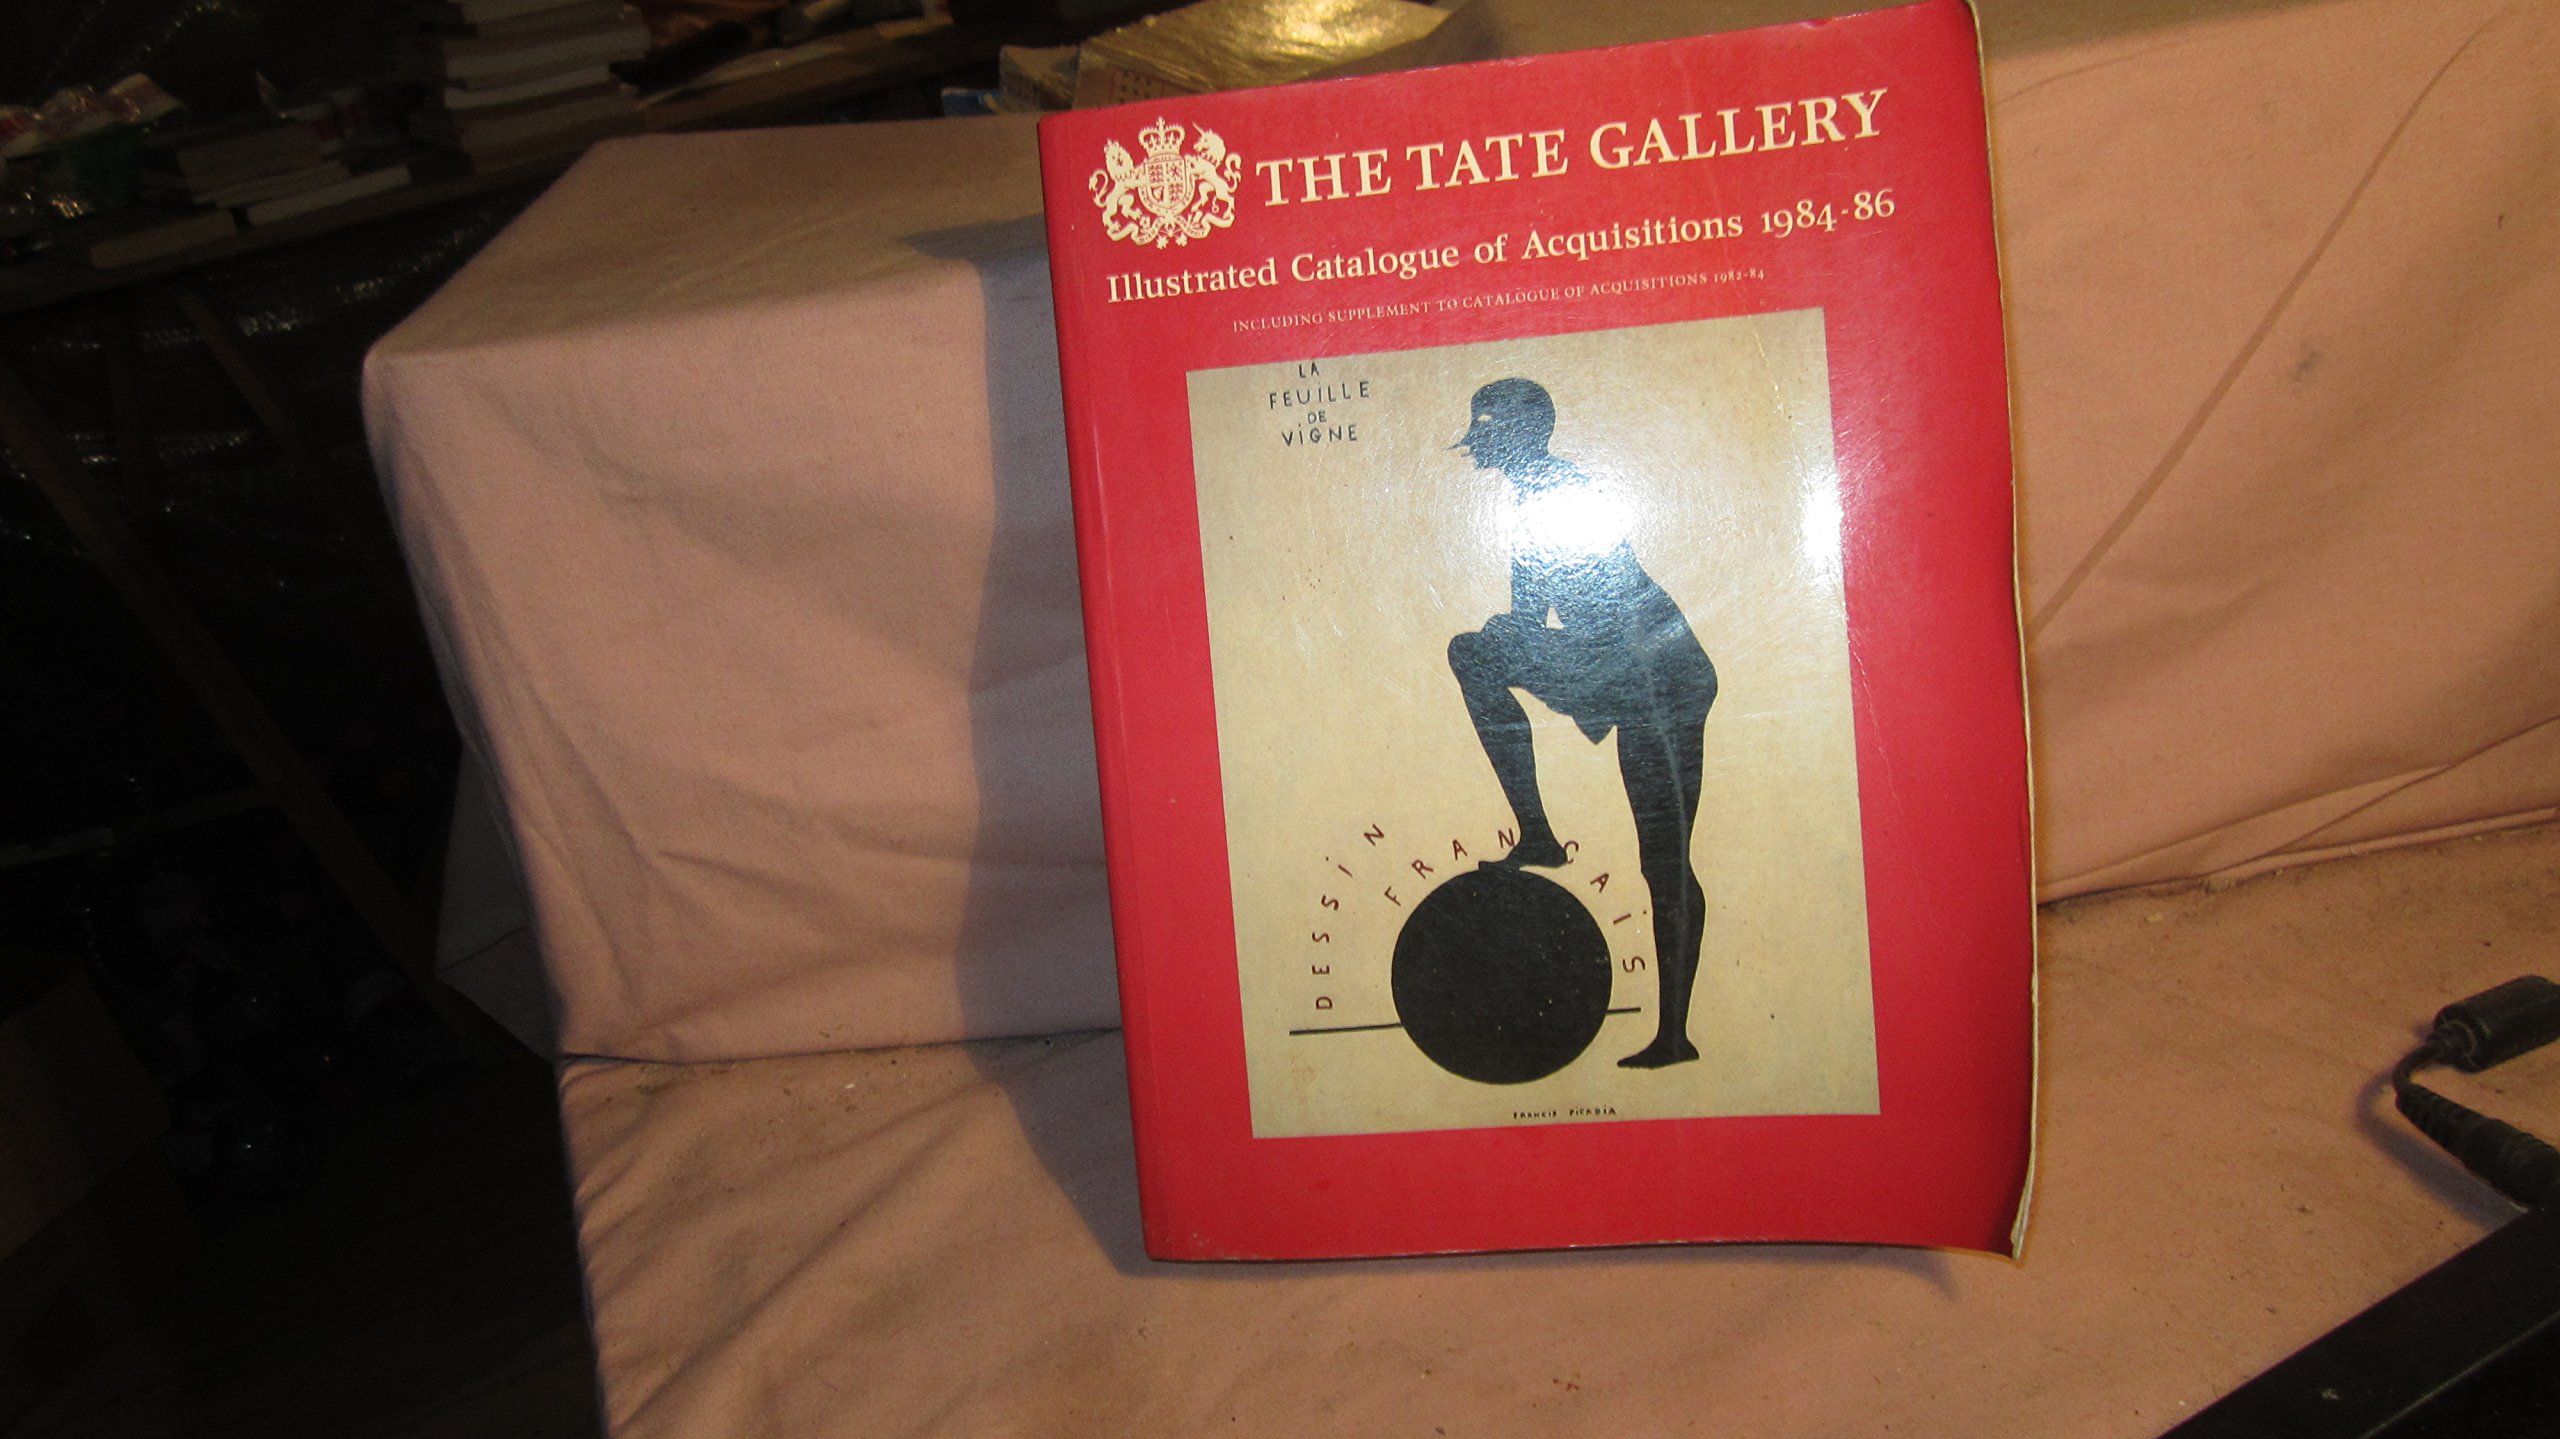 THE TATE GALLERY
Illustrated Catalogue of Acquisitions 1984-86
INCLUDING SUPPLEMENT TO CATALOGUE OF ACQUISITIONS 1982-84
LA
FEUiLLE
DE
ViGNE
DESSiN
FRANÇAiS
FRANCIS PICABIA